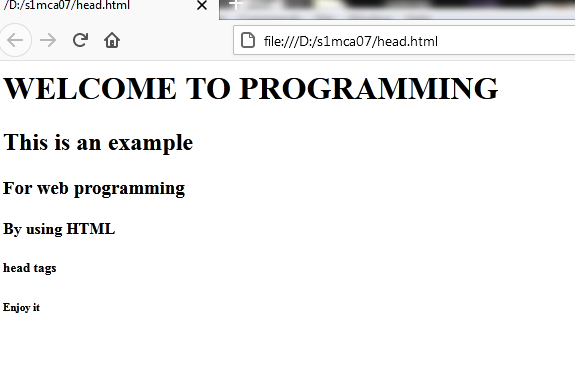 /D:/s1mca07/head.html
file:///D:/s1mca07/head.html
WELCOME TO PROGRAMMING
This is an example
For web programming
By using HTML
head tags
Enjoy it